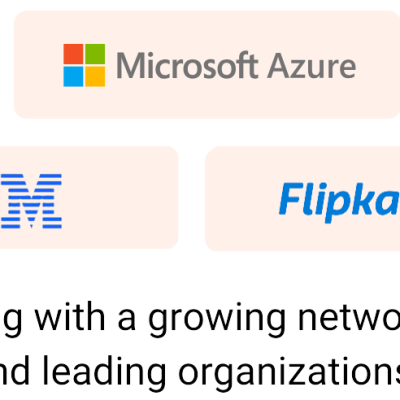 Microsoft Azure
M Flipka
g with a growing netwo
nd leading organizations